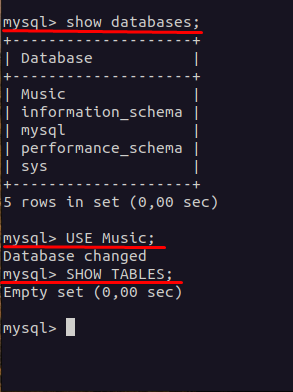 mysql> show databases;
+--------------------+
| Database           |
+--------------------+
| Music              |
| information_schema |
| mysql              |
| performance_schema |
| sys                |
+--------------------+
5 rows in set (0,00 sec)
mysql> USE Music;
Database changed
mysql> SHOW TABLES;
Empty set (0,00 sec)
mysql>